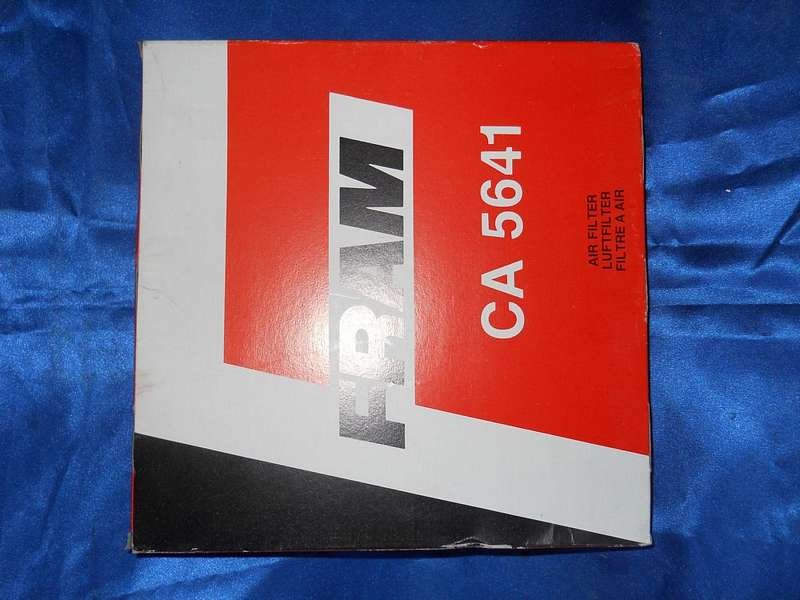 FRAM
CA 5641
AIR FILTER
LUFTFILTER
FILTRE A AIR